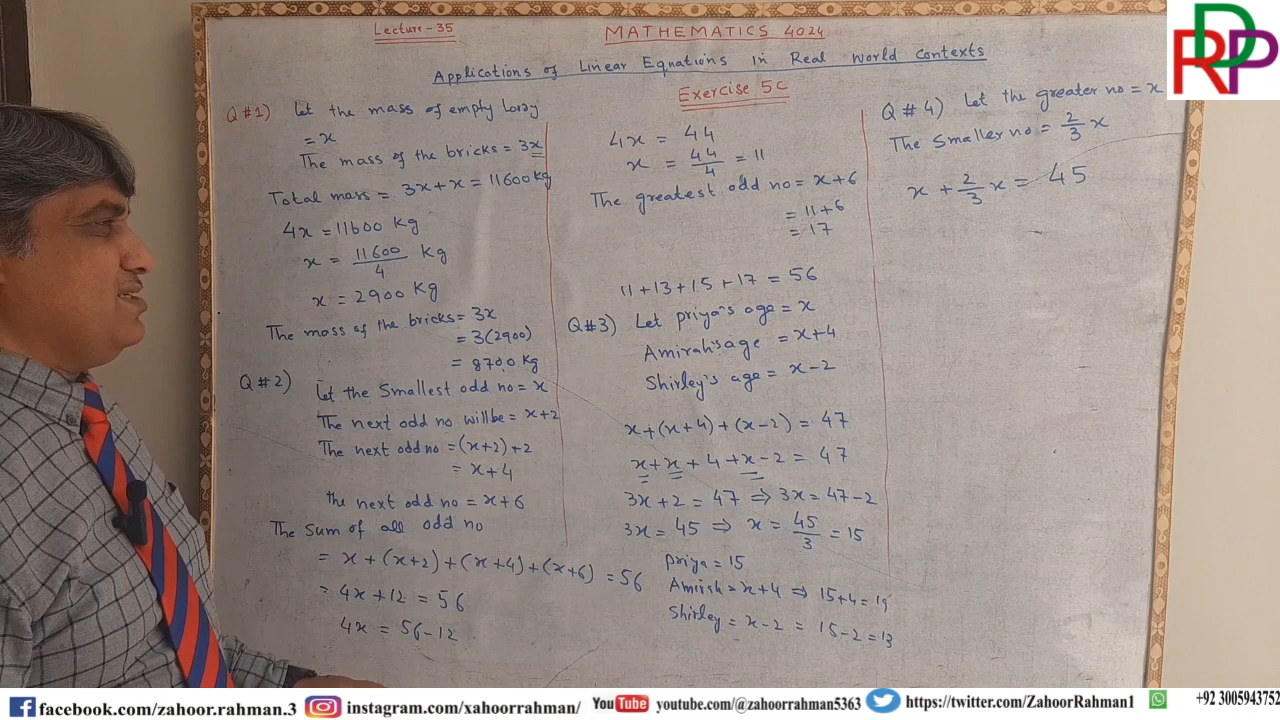 Lecture-35
MATHEMATICS 4024
Applications of Linear Equations in Real world contexts
Exercise 5C
Q#1) Let the mass of empty lorry
= x
The mass of the bricks = 3x
Total mass = 3x+x = 11600 kg
4x = 11600 kg
x = 11600/4 kg
x = 2900 kg
The mass of the bricks = 3x
= 3(2900)
= 8700 kg
Q#2) Let the Smallest odd no = x
The next odd no will be = x+2
The next odd no = (x+2)+2
= x+4
the next odd no = x+6
The sum of all odd no
= x+(x+2)+(x+4)+(x+6) = 56
= 4x+12 = 56
4x = 56-12
4x = 44
x = 44/4 = 11
The greatest odd no = x+6
= 11+6
= 17
11+13+15+17 = 56
Q#3) Let priya's age = x
Amirah's age = x+4
Shirley's age = x-2
x+(x+4)+(x-2) = 47
x+x+4+x-2 = 47
3x+2 = 47 ⇒ 3x = 47-2
3x = 45 ⇒ x = 45/3 = 15
priya = 15
Amirah = x+4 ⇒ 15+4 = 19
Shirley = x-2 = 15-2 = 13
Q#4) Let the greater no = x
The Smaller no = 2/3 x
x + 2/3 x = 45
RDP
facebook.com/zahoor.rahman.3
instagram.com/xahoorrahman/
YouTube youtube.com/@zahoorrahman5363
https://twitter.com/ZahoorRahman1
+92 3005943752